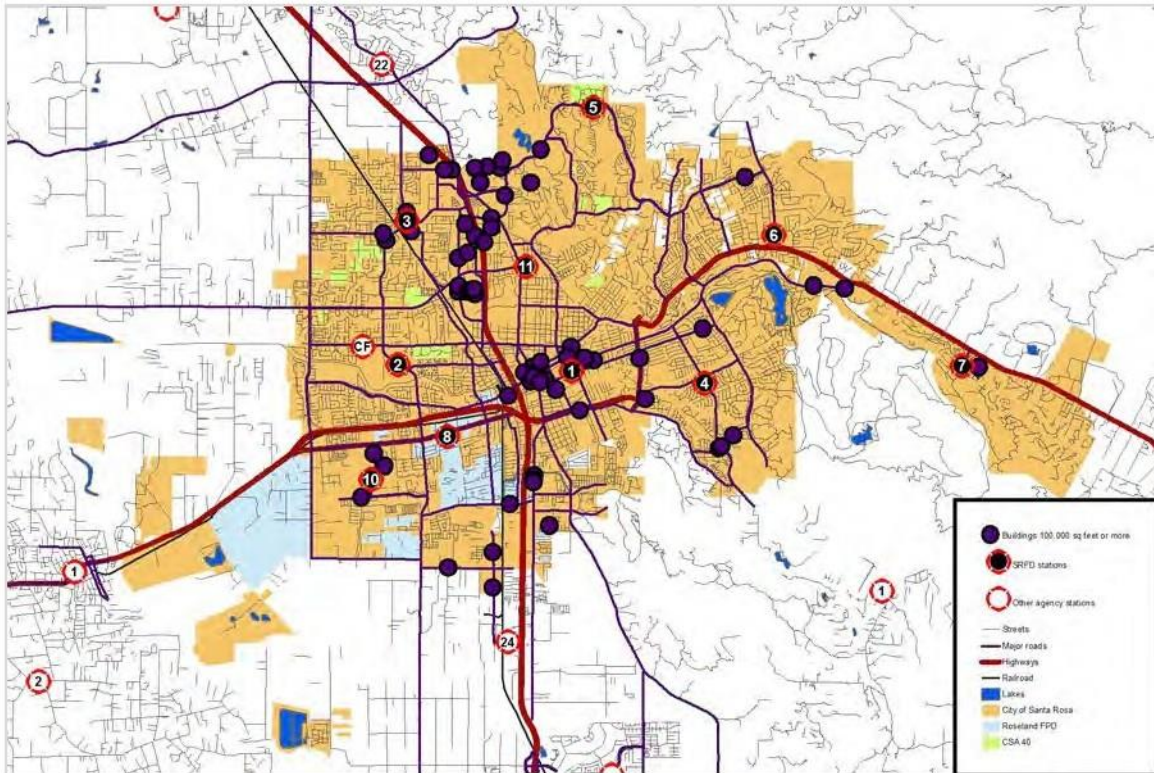 22
5
3
6
11
CF
2
1
7
4
8
10
1
1
24
2
Buildings 100,000 sq feet or more
SRFD stations
Other agency stations
Streets
Major roads
Highways
Railroad
Lakes
City of Santa Rosa
Roseland FPD
CSA 40